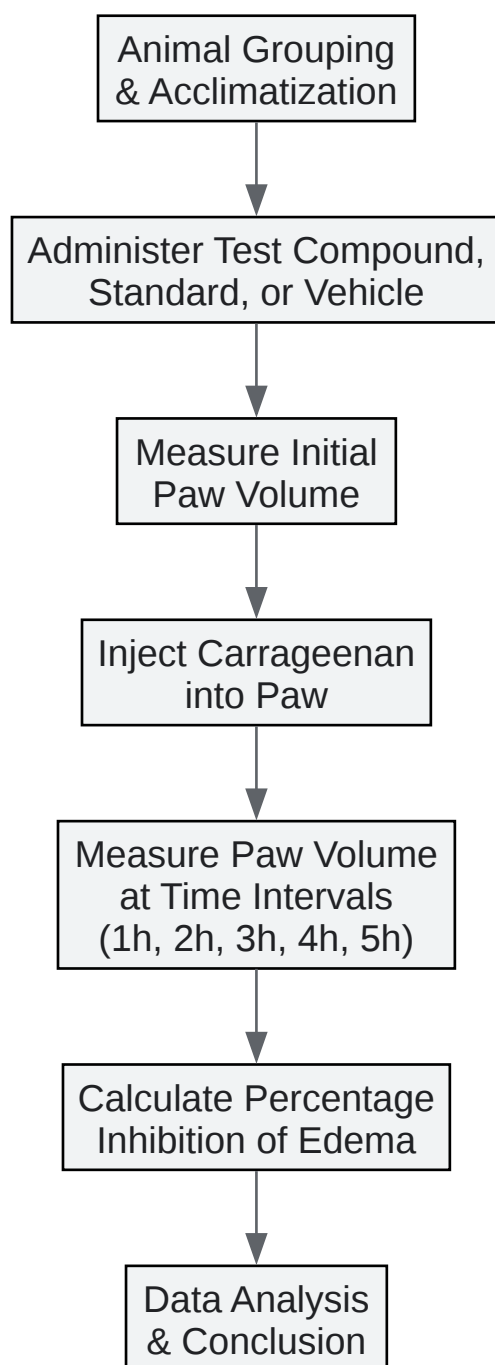 Animal Grouping
& Acclimatization
Administer Test Compound,
Standard, or Vehicle
Measure Initial
Paw Volume
Inject Carrageenan
into Paw
Measure Paw Volume
at Time Intervals
(1h, 2h, 3h, 4h, 5h)
Calculate Percentage
Inhibition of Edema
Data Analysis
& Conclusion